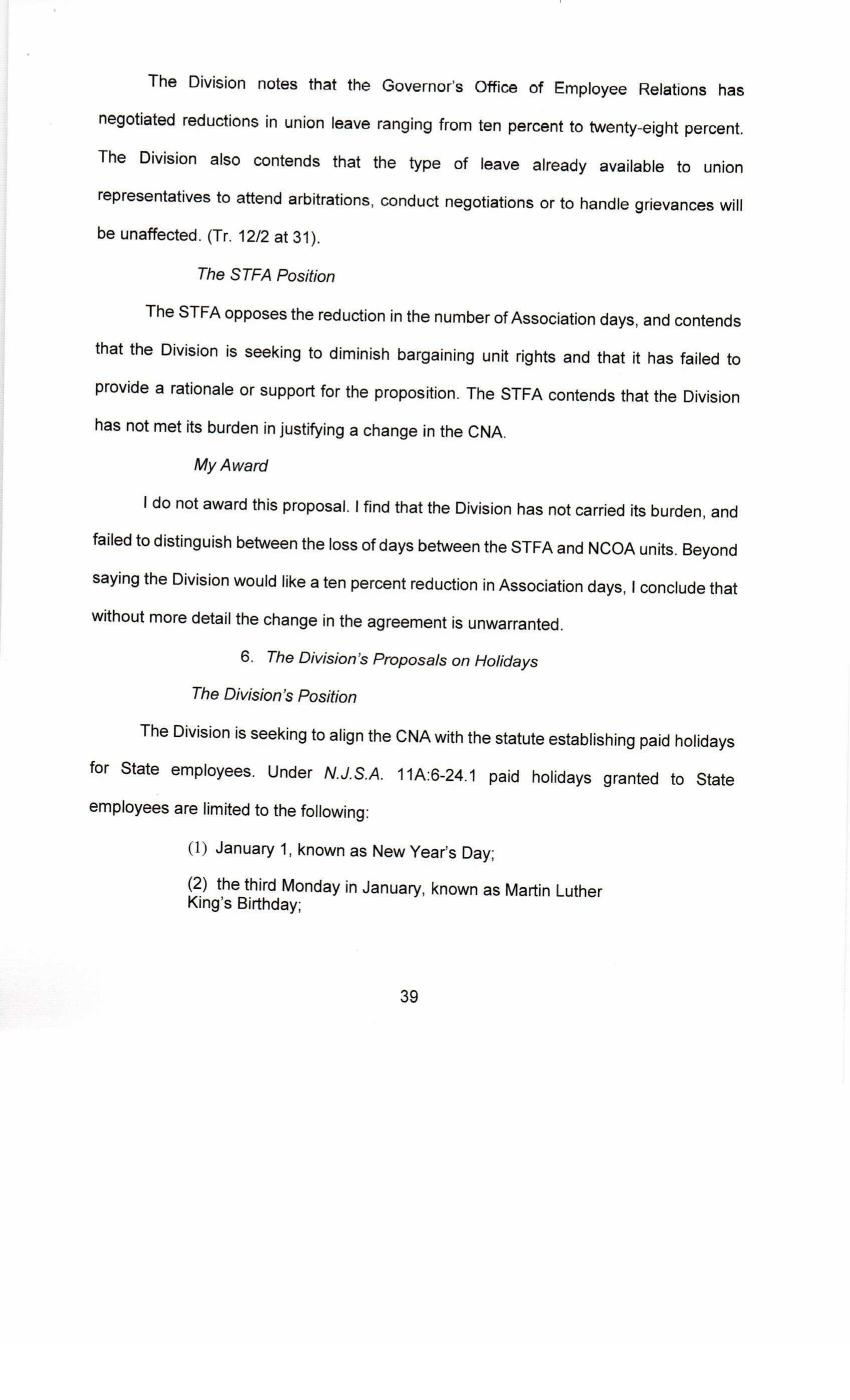 The Division notes that the Governor's Office of Employee Relations has
negotiated reductions in union leave ranging from ten percent to twenty-eight percent.
The Division also contends that the type of leave already available to union
representatives to attend arbitrations, conduct negotiations or to handle grievances will
be unaffected. (Tr. 12/2 at 31).
The STFA Position
The STFA opposes the reduction in the number of Association days, and contends
that the Division is seeking to diminish bargaining unit rights and that it has failed to
provide a rationale or support for the proposition. The STFA contends that the Division
has not met its burden in justifying a change in the CNA.
My Award
I do not award this proposal. I find that the Division has not carried its burden, and
failed to distinguish between the loss of days between the STFA and NCOA units. Beyond
saying the Division would like a ten percent reduction in Association days, I conclude that
without more detail the change in the agreement is unwarranted.
6. The Division's Proposals on Holidays
The Division's Position
The Division is seeking to align the CNA with the statute establishing paid holidays
for State employees. Under N.J.S.A. 11A:6-24.1 paid holidays granted to State
employees are limited to the following:
(1) January 1, known as New Year's Day;
(2) the third Monday in January, known as Martin Luther
King's Birthday;
39